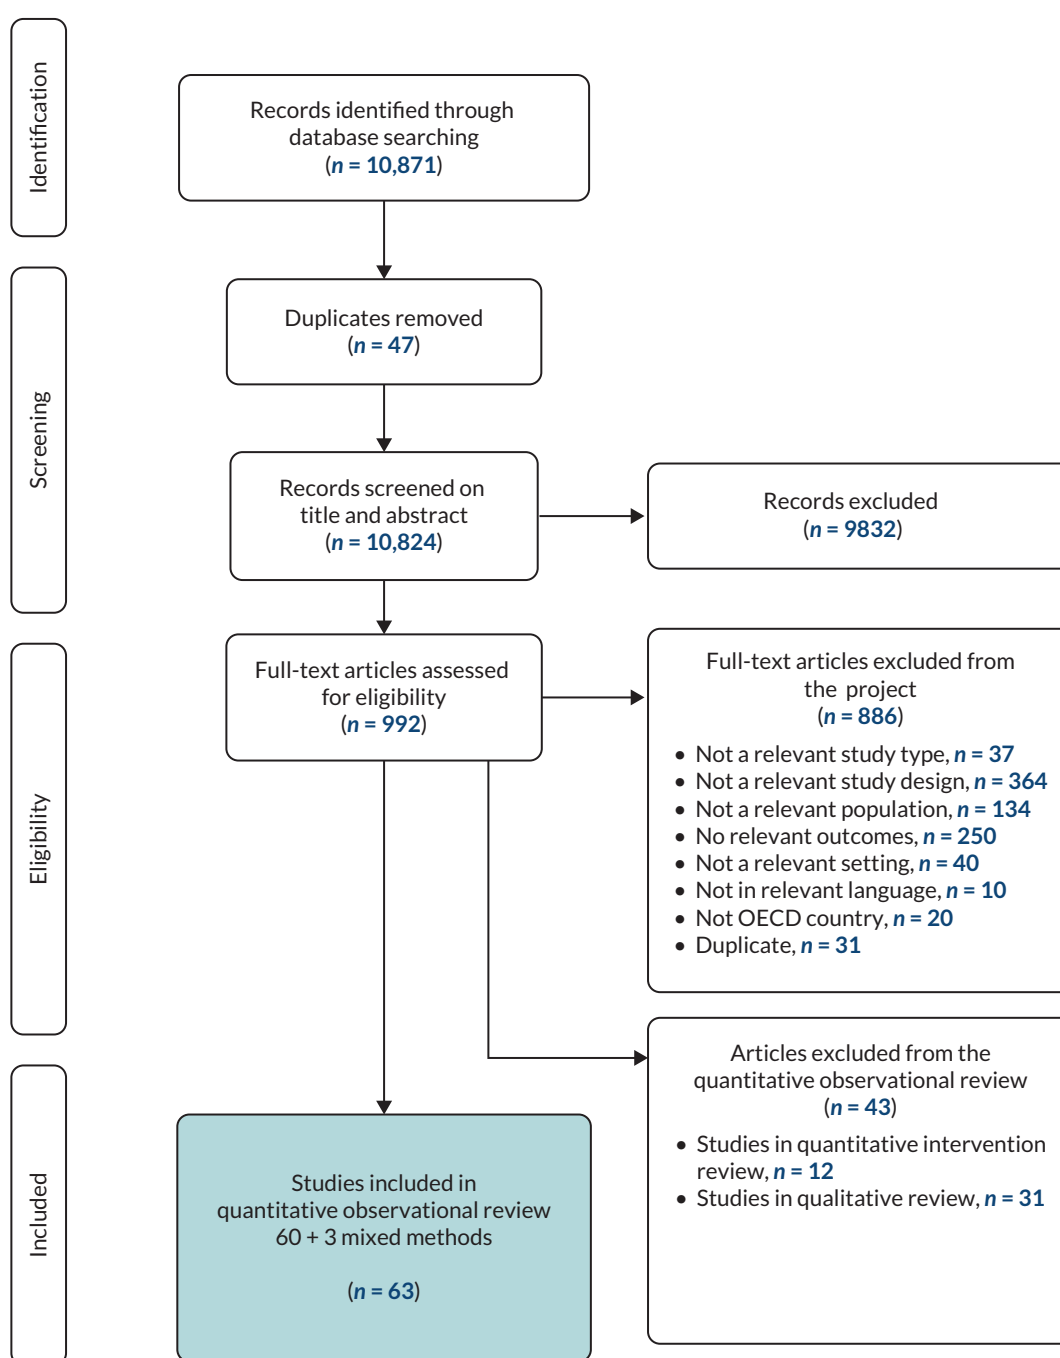 Identification
Records identified through
database searching
(n = 10,871)
Screening
Duplicates removed
(n = 47)
Records screened on
title and abstract
(n = 10,824)
Records excluded
(n = 9832)
Eligibility
Full-text articles assessed
for eligibility
(n = 992)
Full-text articles excluded from
the project
(n = 886)
• Not a relevant study type, n = 37
• Not a relevant study design, n = 364
• Not a relevant population, n = 134
• No relevant outcomes, n = 250
• Not a relevant setting, n = 40
• Not in relevant language, n = 10
• Not OECD country, n = 20
• Duplicate, n = 31
Articles excluded from the
quantitative observational review
(n = 43)
• Studies in quantitative intervention
review, n = 12
• Studies in qualitative review, n = 31
Included
Studies included in
quantitative observational review
60 + 3 mixed methods
(n = 63)